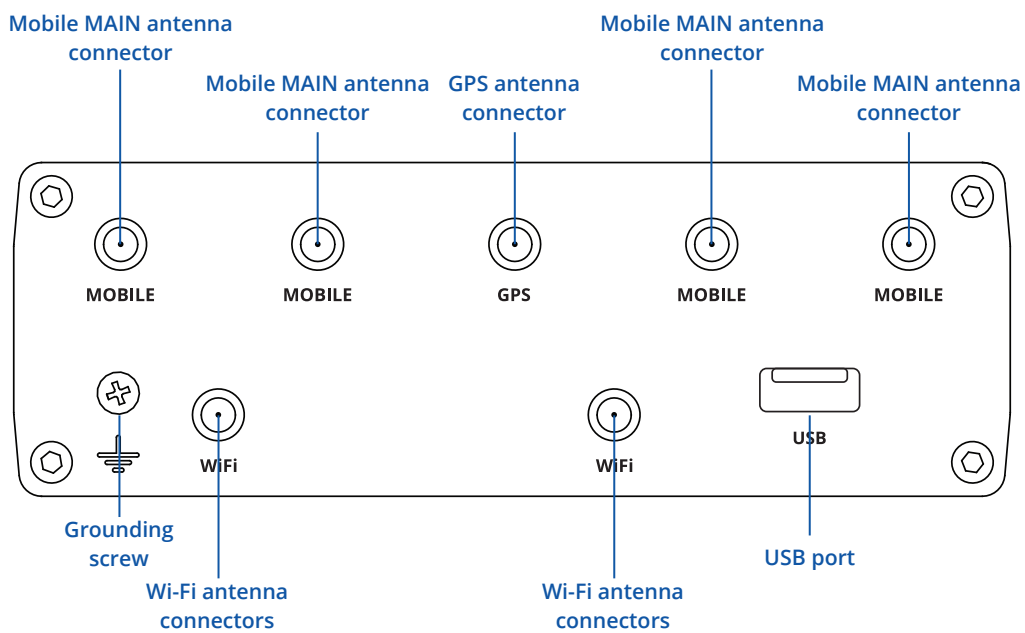 Mobile MAIN antenna
connector
Mobile MAIN antenna
connector
GPS antenna
connector
Mobile MAIN antenna
connector
Mobile MAIN antenna
connector
MOBILE
MOBILE
GPS
MOBILE
MOBILE
WiFi
WiFi
USB
Grounding
screw
Wi-Fi antenna
connectors
Wi-Fi antenna
connectors
USB port